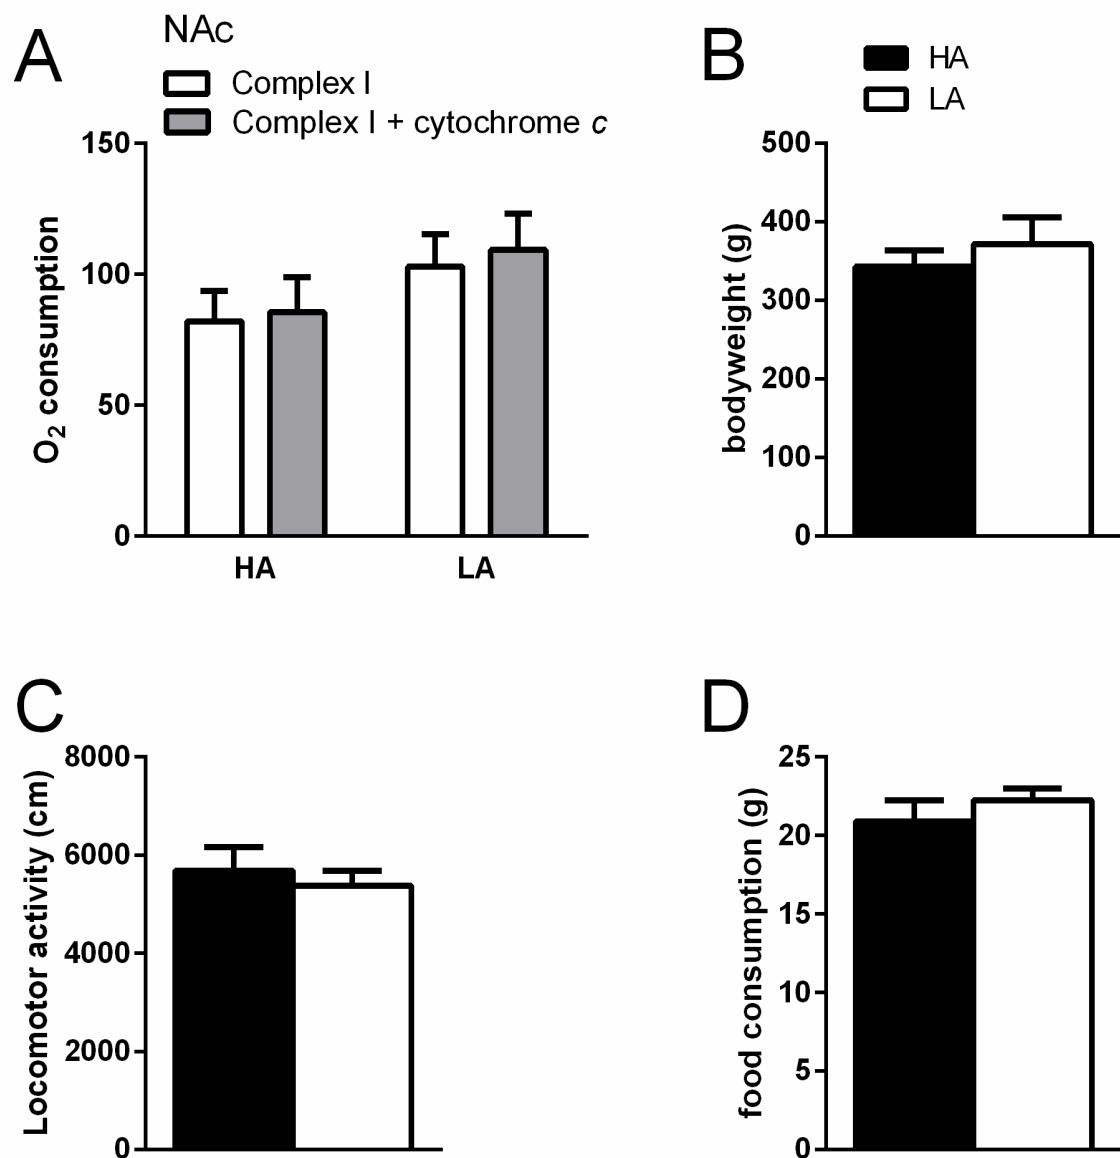 A
NAc
Complex I
Complex I + cytochrome c
150
100
50
0
O2 consumption
HA
LA
B
HA
LA
500
400
300
200
100
0
bodyweight (g)
C
8000
6000
4000
2000
0
Locomotor activity (cm)
D
25
20
15
10
5
0
food consumption (g)